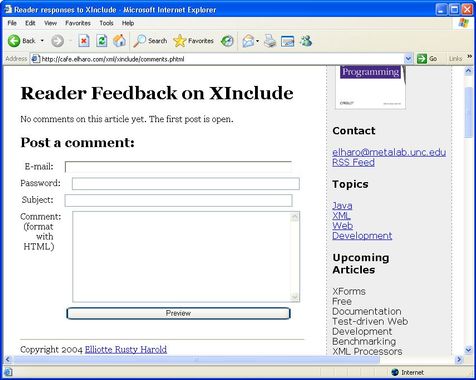 Reader responses to XInclude - Microsoft Internet Explorer
File Edit View Favorites Tools Help
Back Search Favorites
Address http://cafe.elharo.com/xml/xinclude/comments.phtml Go Links »
Programming
O'REILLY
Reader Feedback on XInclude
No comments on this article yet. The first post is open.
Post a comment:
E-mail:
Password:
Subject:
Comment:
(format
with
HTML)
Preview
Copyright 2004 Elliotte Rusty Harold
Contact
elharo@metalab.unc.edu
RSS Feed
Topics
Java
XML
Web
Development
Upcoming
Articles
XForms
Free
Documentation
Test-driven Web
Development
Benchmarking
XML Processors
Internet